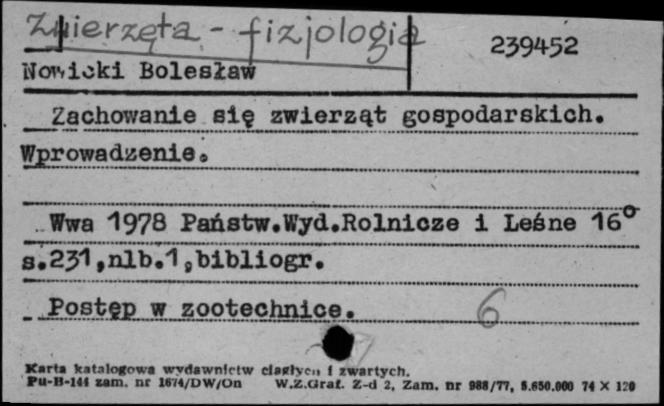 Zwierzęta - fizjologia
239452
Nowicki Bolesław
Zachowanie się zwierząt gospodarskich.
Wprowadzenie.
Wwa 1978 Państw.Wyd.Rolnicze i Leśne 16°
s.231,nlb.1,bibliogr.
Postęp w zootechnice.
6
Karta katalogowa wydawnictw ciągłych i zwartych.
Pu-B-144 zam. nr 1674/DW/On W.Z.Graf. Z-d 2, Zam. nr 988/77, 5.650.000 74 X 120